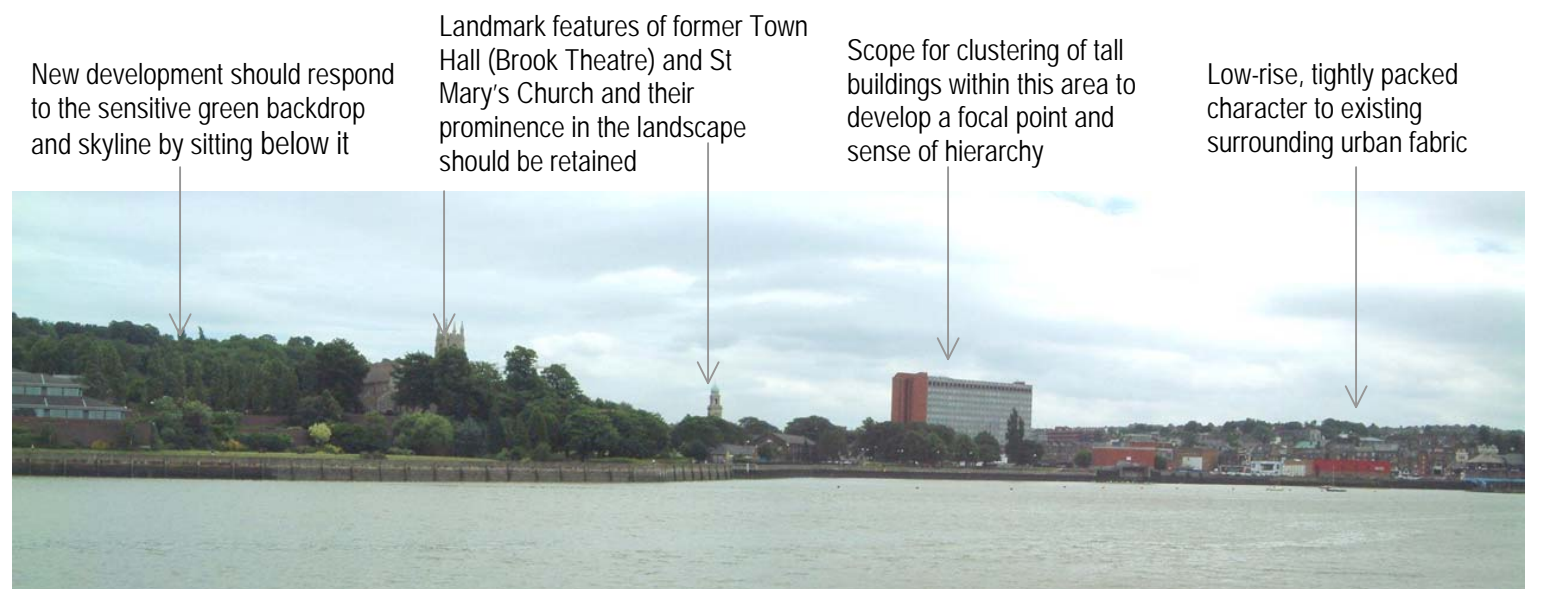 New development should respond
to the sensitive green backdrop
and skyline by sitting below it
Landmark features of former Town
Hall (Brook Theatre) and St
Mary's Church and their
prominence in the landscape
should be retained
Scope for clustering of tall
buildings within this area to
develop a focal point and
sense of hierarchy
Low-rise, tightly packed
character to existing
surrounding urban fabric